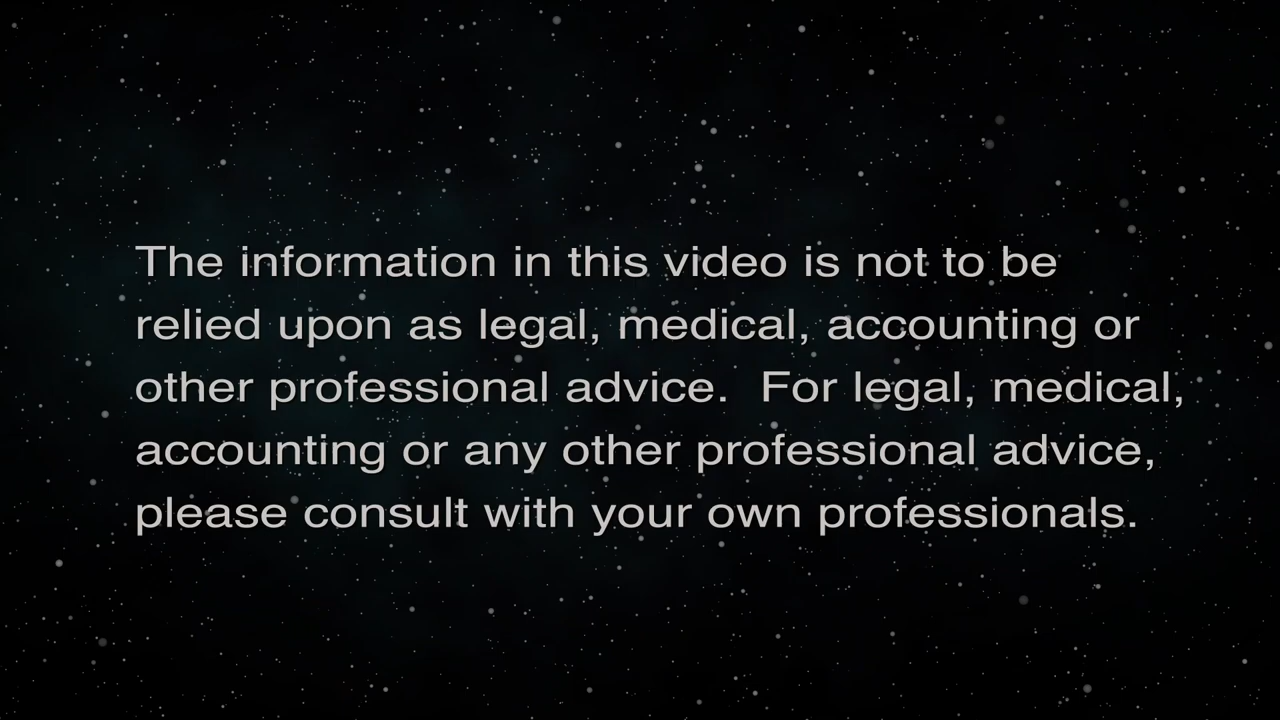 The information in this video is not to be
relied upon as legal, medical, accounting or
other professional advice.  For legal, medical,
accounting or any other professional advice,
please consult with your own professionals.